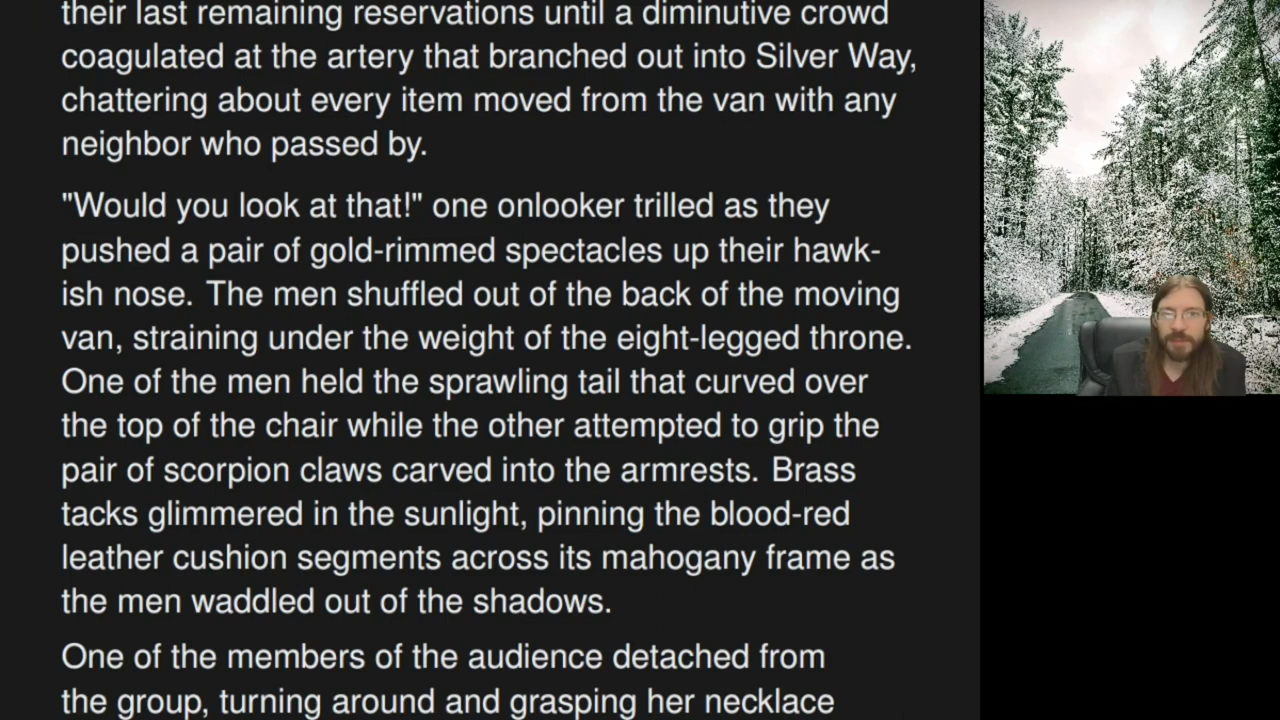 their last remaining reservations until a diminutive crowd
coagulated at the artery that branched out into Silver Way,
chattering about every item moved from the van with any
neighbor who passed by.
"Would you look at that!" one onlooker trilled as they
pushed a pair of gold-rimmed spectacles up their hawk-
ish nose. The men shuffled out of the back of the moving
van, straining under the weight of the eight-legged throne.
One of the men held the sprawling tail that curved over
the top of the chair while the other attempted to grip the
pair of scorpion claws carved into the armrests. Brass
tacks glimmered in the sunlight, pinning the blood-red
leather cushion segments across its mahogany frame as
the men waddled out of the shadows.
One of the members of the audience detached from
the group, turning around and grasping her necklace